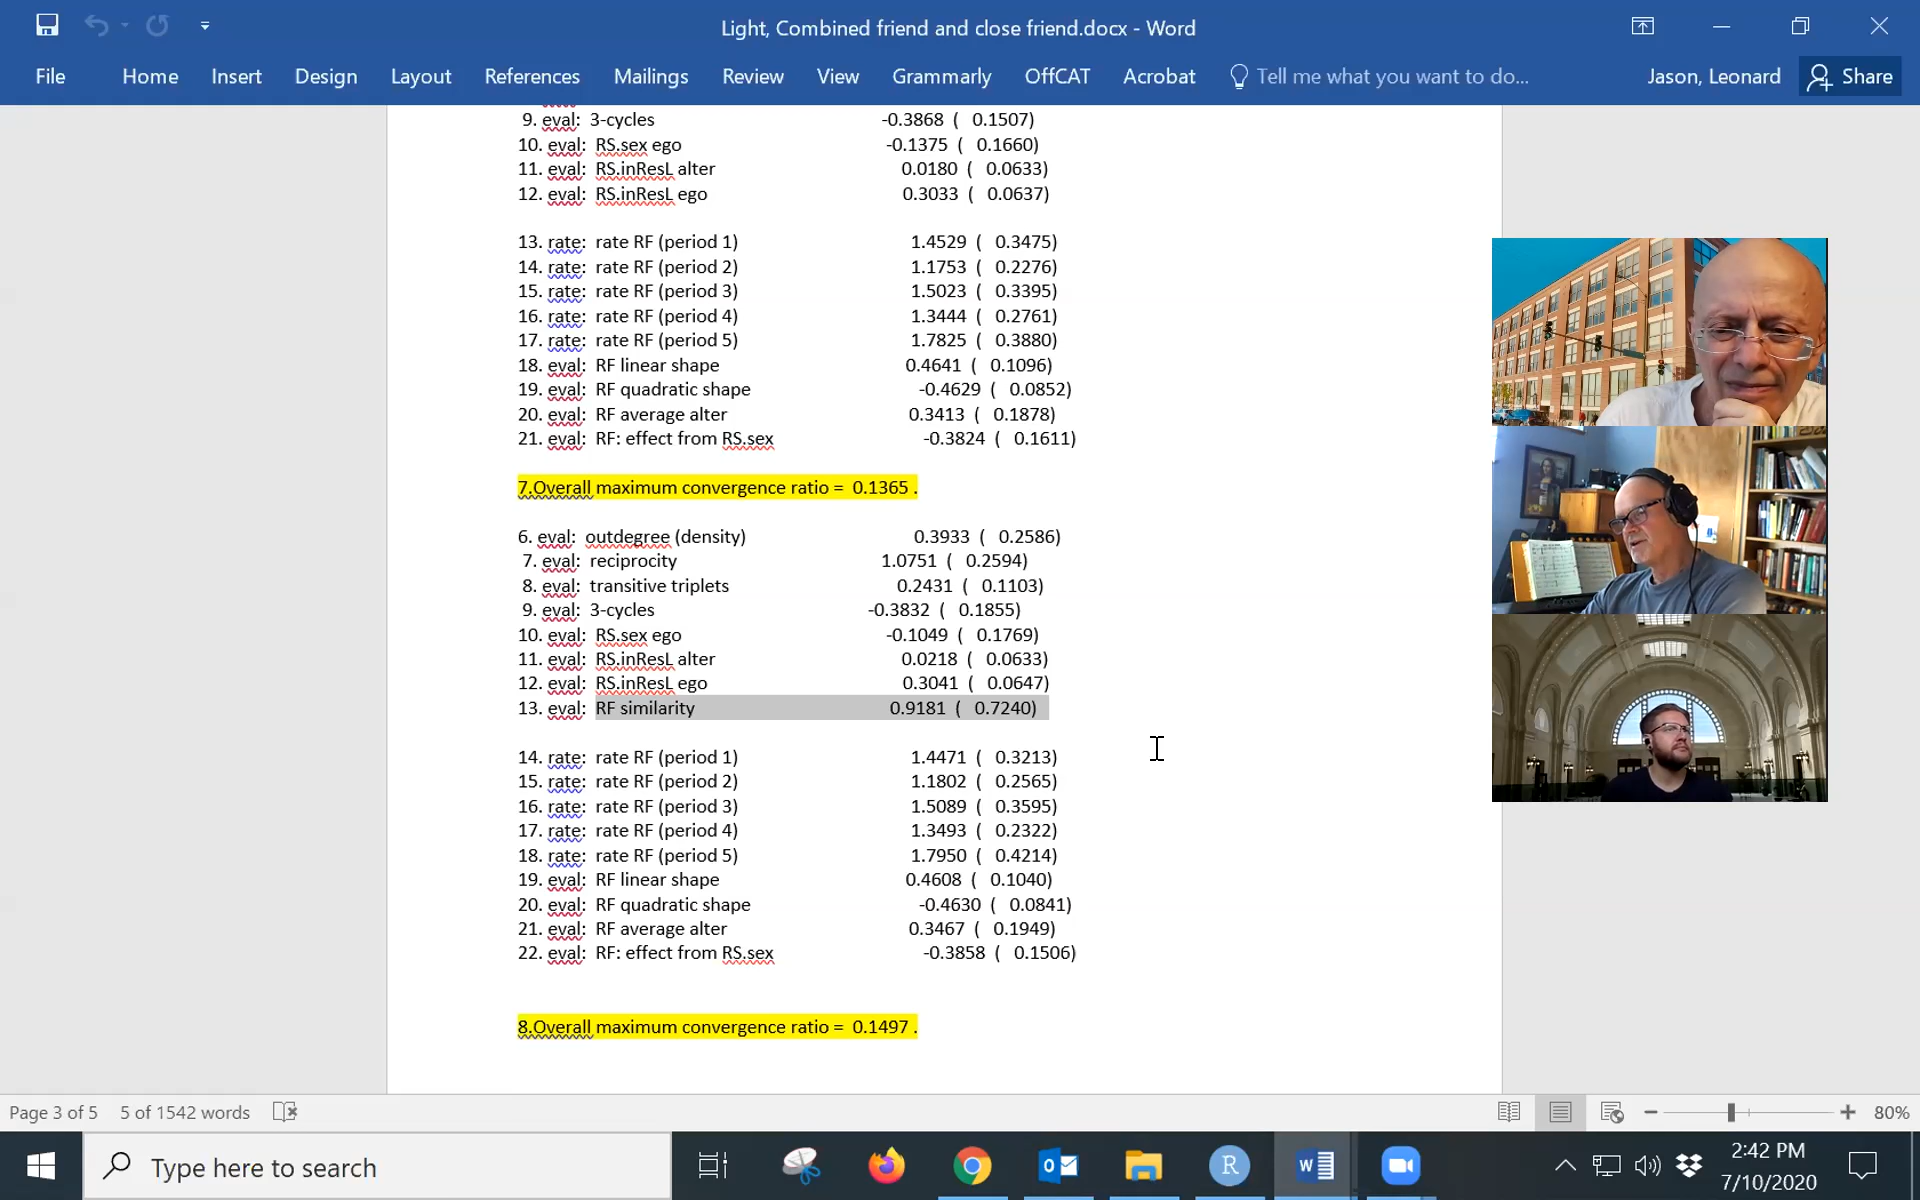 Light, Combined friend and close friend.docx - Word
File Home Insert Design Layout References Mailings Review View Grammarly OffCAT Acrobat Tell me what you want to do... Jason, Leonard Share
9. eval: 3-cycles -0.3868 ( 0.1507)
10. eval: RS.sex ego -0.1375 ( 0.1660)
11. eval: RS.inResL alter 0.0180 ( 0.0633)
12. eval: RS.inResL ego 0.3033 ( 0.0637)
13. rate: rate RF (period 1) 1.4529 ( 0.3475)
14. rate: rate RF (period 2) 1.1753 ( 0.2276)
15. rate: rate RF (period 3) 1.5023 ( 0.3395)
16. rate: rate RF (period 4) 1.3444 ( 0.2761)
17. rate: rate RF (period 5) 1.7825 ( 0.3880)
18. eval: RF linear shape 0.4641 ( 0.1096)
19. eval: RF quadratic shape -0.4629 ( 0.0852)
20. eval: RF average alter 0.3413 ( 0.1878)
21. eval: RF: effect from RS.sex -0.3824 ( 0.1611)
7.Overall maximum convergence ratio = 0.1365 .
6. eval: outdegree (density) 0.3933 ( 0.2586)
7. eval: reciprocity 1.0751 ( 0.2594)
8. eval: transitive triplets 0.2431 ( 0.1103)
9. eval: 3-cycles -0.3832 ( 0.1855)
10. eval: RS.sex ego -0.1049 ( 0.1769)
11. eval: RS.inResL alter 0.0218 ( 0.0633)
12. eval: RS.inResL ego 0.3041 ( 0.0647)
13. eval: RF similarity 0.9181 ( 0.7240)
14. rate: rate RF (period 1) 1.4471 ( 0.3213)
15. rate: rate RF (period 2) 1.1802 ( 0.2565)
16. rate: rate RF (period 3) 1.5089 ( 0.3595)
17. rate: rate RF (period 4) 1.3493 ( 0.2322)
18. rate: rate RF (period 5) 1.7950 ( 0.4214)
19. eval: RF linear shape 0.4608 ( 0.1040)
20. eval: RF quadratic shape -0.4630 ( 0.0841)
21. eval: RF average alter 0.3467 ( 0.1949)
22. eval: RF: effect from RS.sex -0.3858 ( 0.1506)
8.Overall maximum convergence ratio = 0.1497 .
Page 3 of 5 5 of 1542 words 80%
Type here to search
2:42 PM
7/10/2020